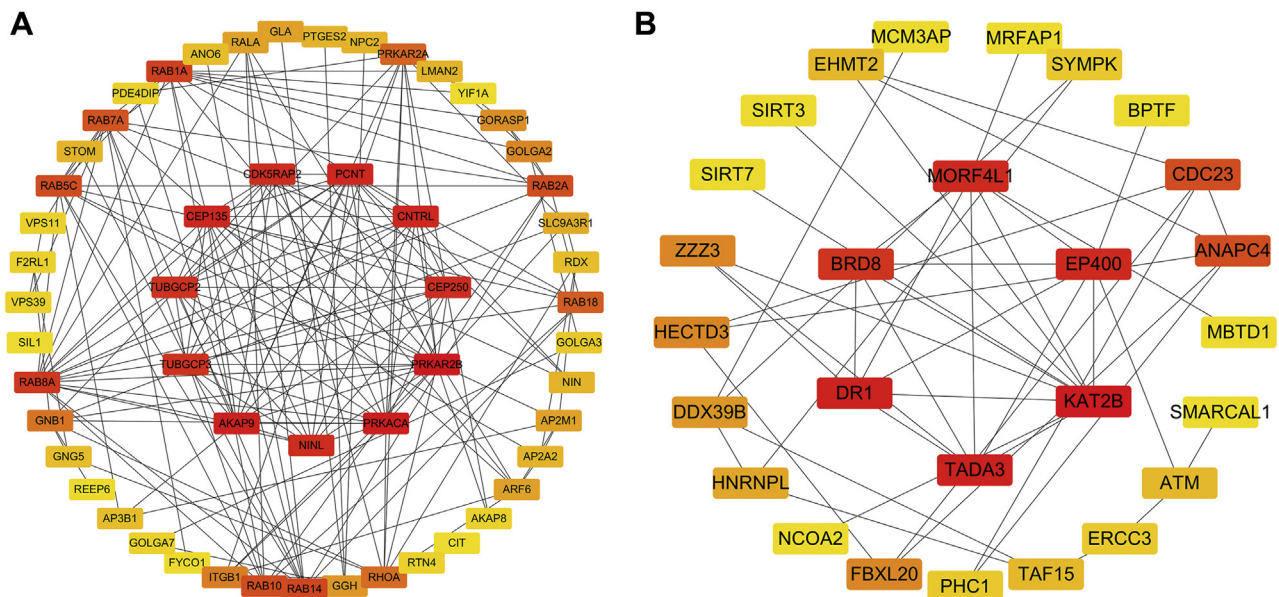 A
GLA
RALA
PTGES2
ANO6
NPC2
PRKAR2A
RAB1A
LMAN2
PDE4DIP
YIF1A
RAB7A
GORASP1
STOM
GOLGA2
CDK5RAP2
PCNT
RAB5C
RAB2A
CEP135
CNTRL
VPS11
SLC9A3R1
F2RL1
RDX
TUBGCP2
CEP250
VPS39
RAB18
SIL1
GOLGA3
TUBGCP3
PRKAR2B
RAB8A
NIN
GNB1
AKAP9
PRKACA
AP2M1
NINL
GNG5
AP2A2
REEP6
ARF6
AP3B1
AKAP8
GOLGA7
CIT
FYCO1
RTN4
ITGB1
RAB10
RAB14
GGH
RHOA
B
MCM3AP
MRFAP1
EHMT2
SYMPK
SIRT3
BPTF
SIRT7
MORF4L1
CDC23
ZZZ3
BRD8
EP400
ANAPC4
HECTD3
MBTD1
DR1
KAT2B
DDX39B
SMARCAL1
TADA3
HNRNPL
ATM
NCOA2
ERCC3
FBXL20
PHC1
TAF15